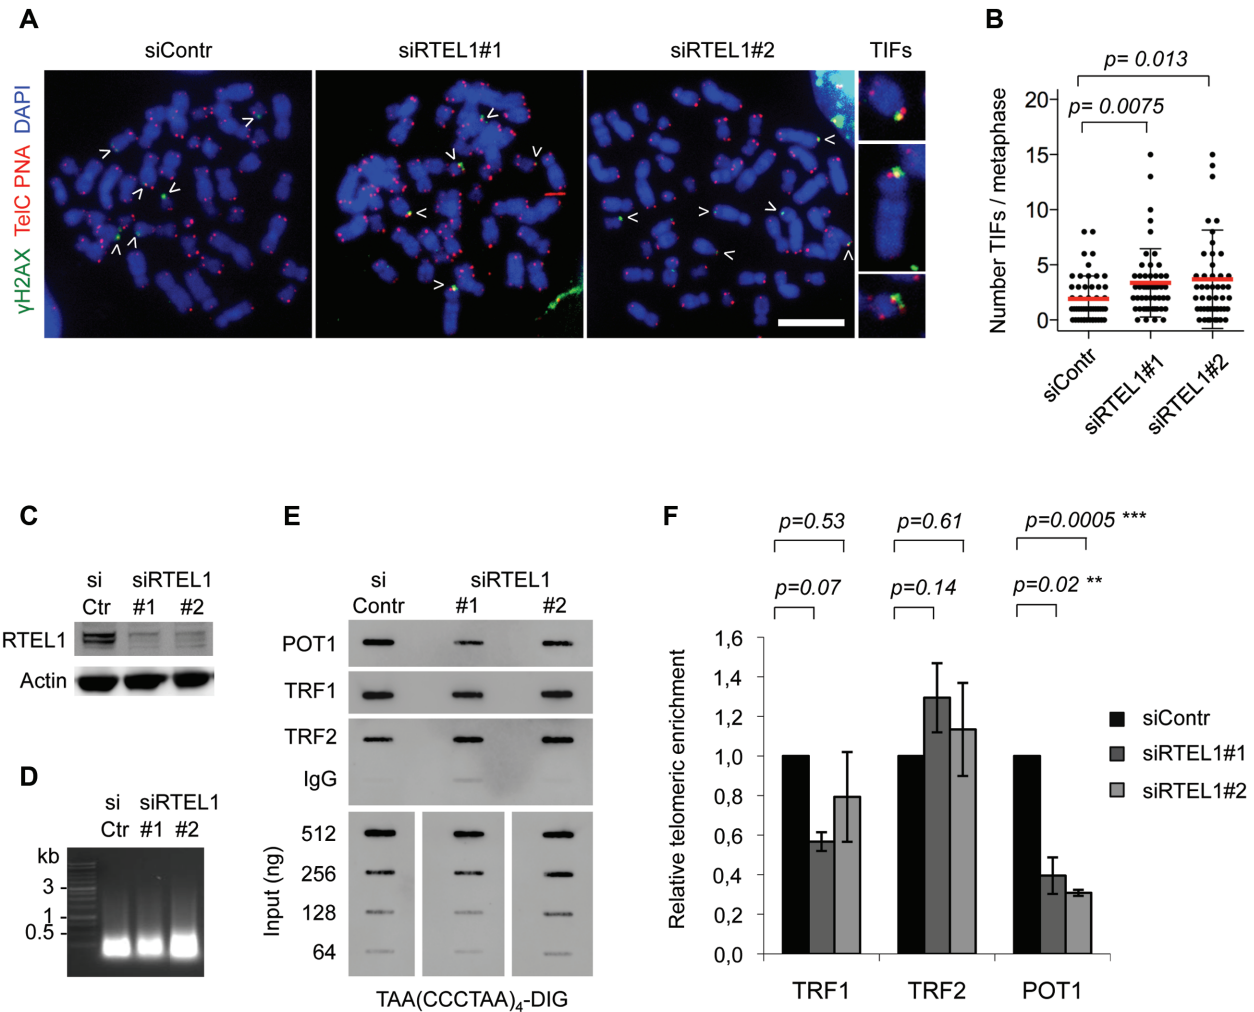 A
siContr
siRTEL1#1
siRTEL1#2
TIFs
γH2AX TelC PNA DAPI
B
p= 0.013
p= 0.0075
Number TIFs / metaphase
20
15
10
5
0
siContr
siRTEL1#1
siRTEL1#2
C
si siRTEL1
Ctr #1 #2
RTEL1
Actin
D
si siRTEL1
Ctr #1 #2
kb
3
1
0.5
E
si siRTEL1
Contr #1 #2
POT1
TRF1
TRF2
IgG
Input (ng)
512
256
128
64
TAA(CCCTAA)4-DIG
F
p=0.53 p=0.61 p=0.0005 ***
p=0.07 p=0.14 p=0.02 **
Relative telomeric enrichment
1,6
1,4
1,2
1,0
0,8
0,6
0,4
0,2
0,0
TRF1 TRF2 POT1
siContr
siRTEL1#1
siRTEL1#2